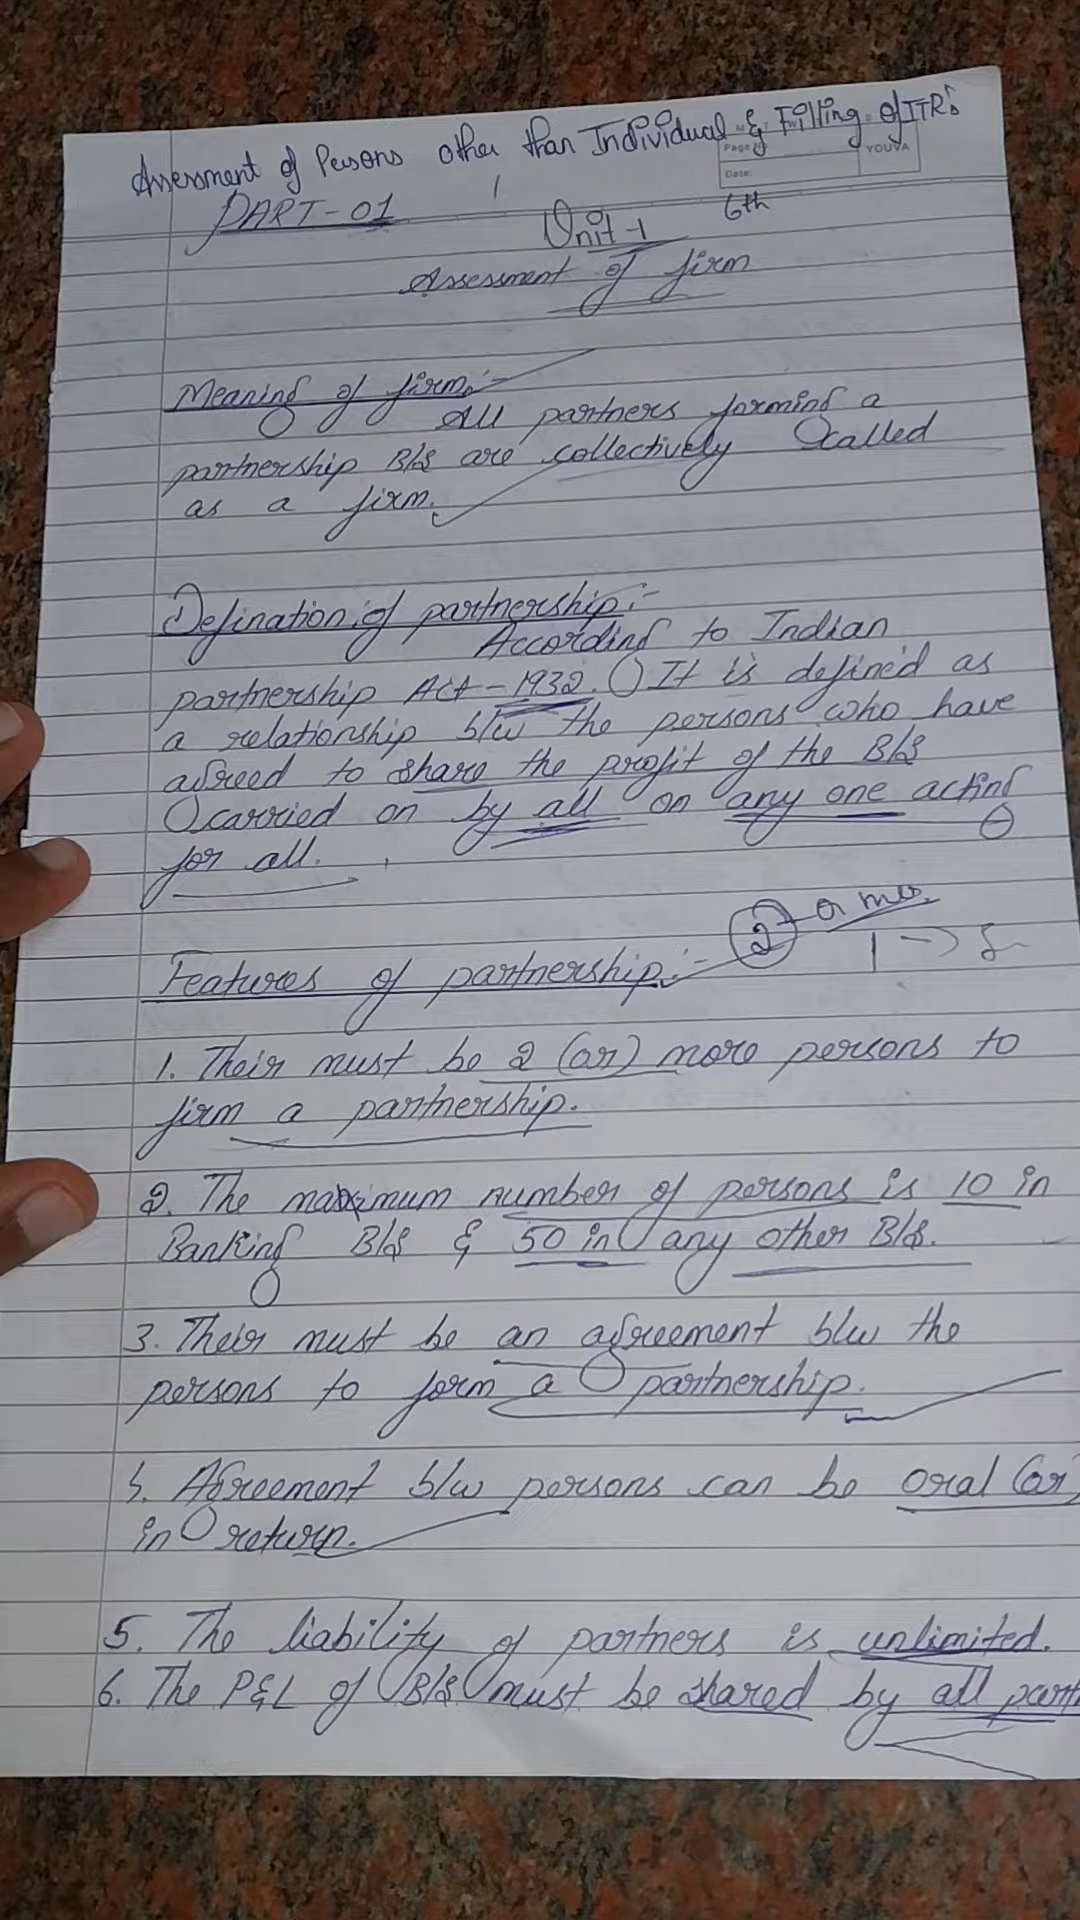 Assessment of Persons other than Individual & Filling of ITR's
Page No
YOUVA
Date:
PART-01
Unit-1
6th
Assessment of firm
Meaning of firm:-
All partners forming a
partnership B/S are collectively called
as a firm.
Defination of partnership:-
According to Indian
partnership Act-1932. It is defined as
a relationship b/w the persons who have
agreed to share the profit of the B/S
carried on by all on any one acting
for all.
2 or mo.
Features of partnership:-
1. Their must be 2 (or) more persons to
firm a partnership.
2. The maximum number of persons is 10 in
Banking B/S & 50 in any other B/S.
3. Their must be an agreement b/w the
persons to form a partnership.
4. Agreement b/w persons can be oral (or)
in return.
5. The liability of partners is unlimited.
6. The P&L of B/S must be shared by all part